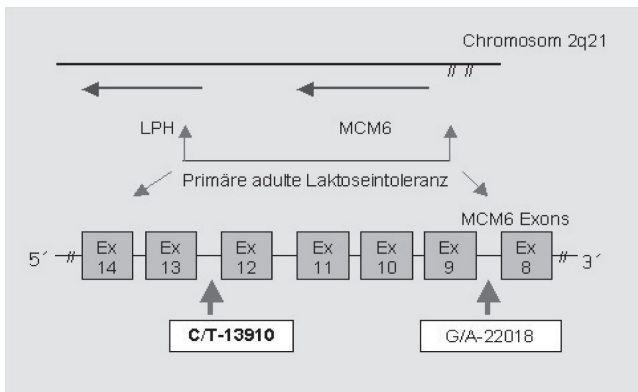 Chromosom 2q21
LPH MCM6
Primäre adulte Laktoseintoleranz
MCM6 Exons
5´ Ex 14 Ex 13 Ex 12 Ex 11 Ex 10 Ex 9 Ex 8 3´
C/T-13910 G/A-22018